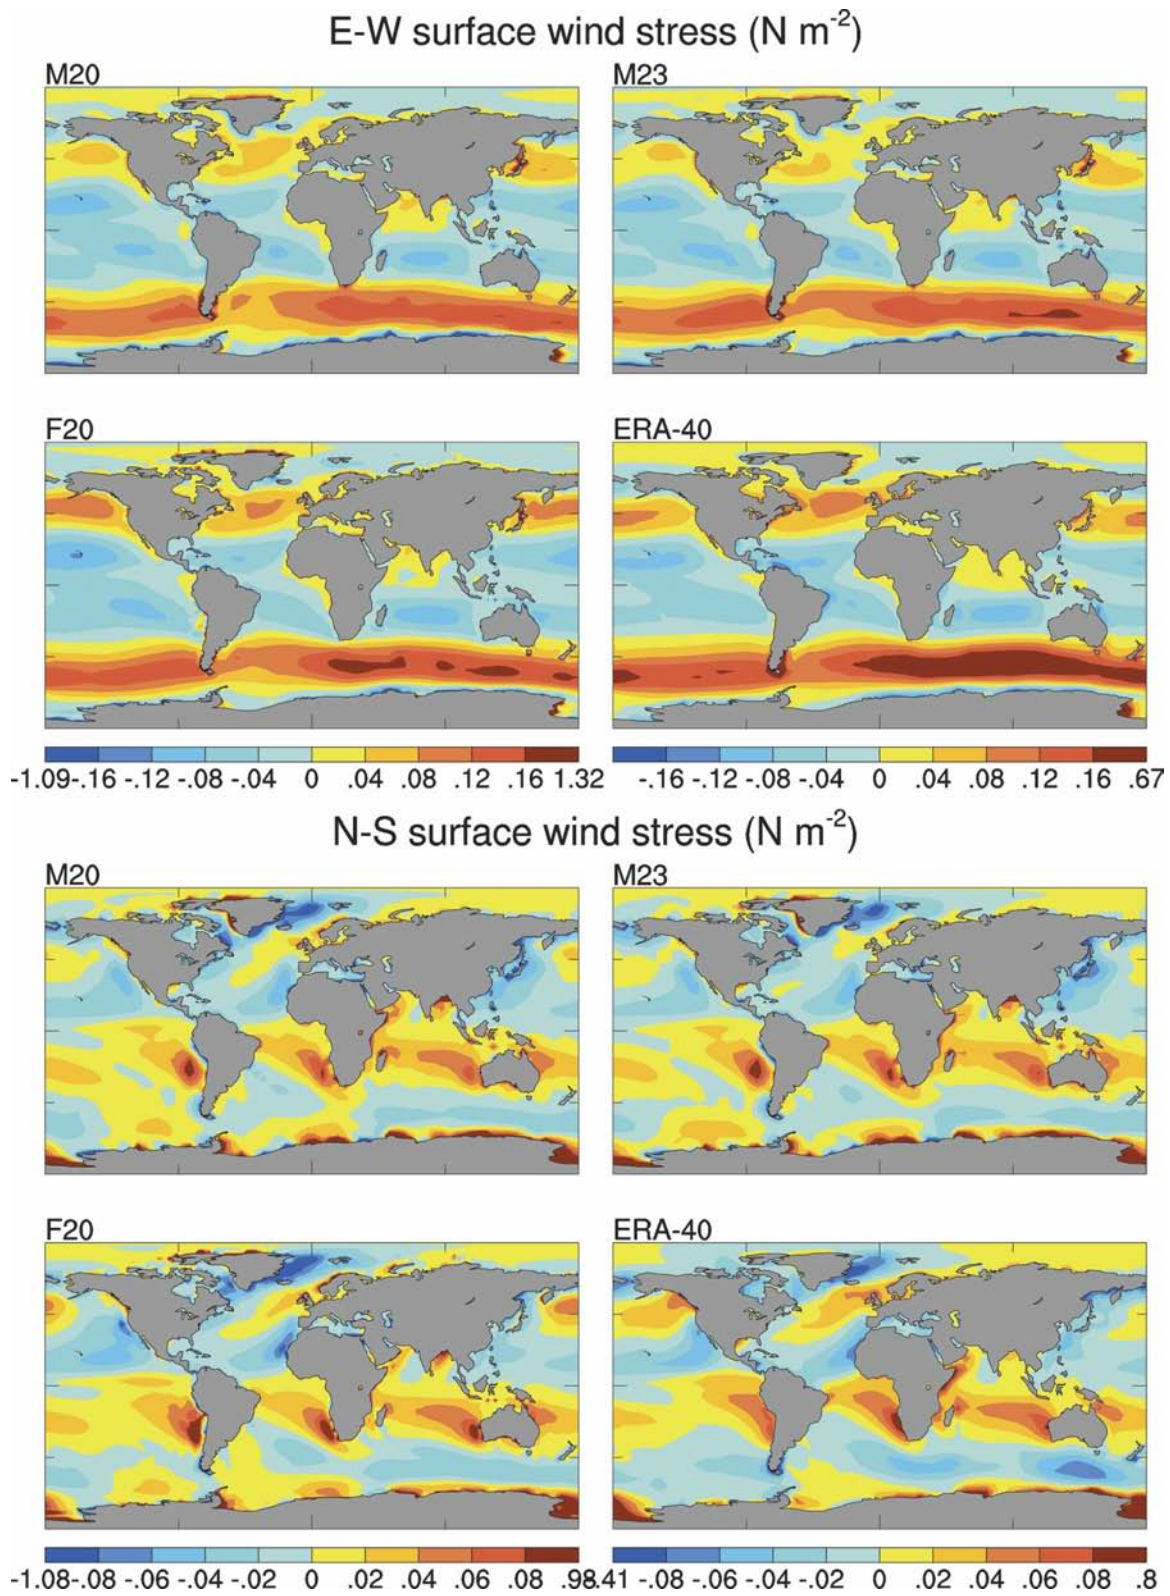 E-W surface wind stress (N m⁻²)
M20 M23
F20 ERA-40
-1.09 -.16 -.12 -.08 -.04 0 .04 .08 .12 .16 1.32 -.16 -.12 -.08 -.04 0 .04 .08 .12 .16 .67
N-S surface wind stress (N m⁻²)
M20 M23
F20 ERA-40
-1.08 -.08 -.06 -.04 -.02 0 .02 .04 .06 .08 .98 -.41 -.08 -.06 -.04 -.02 0 .02 .04 .06 .08 .8